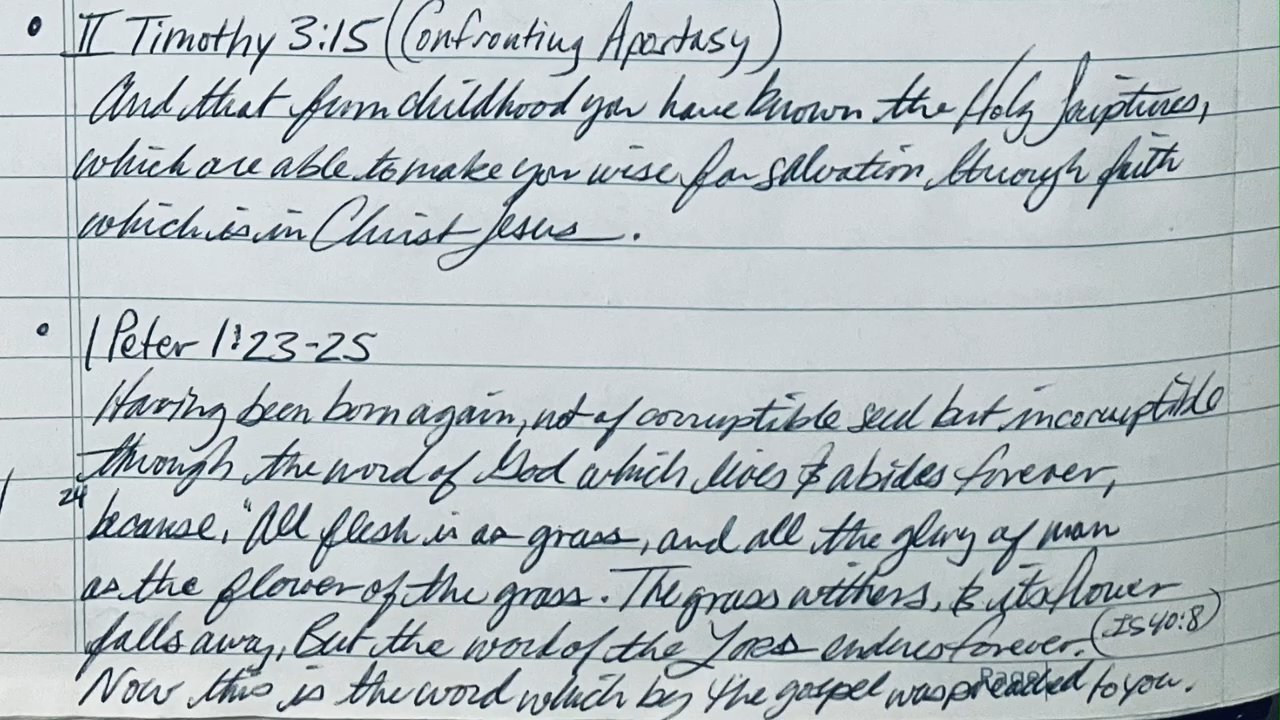 • II Timothy 3:15 (Confronting Apostasy)
And that from childhood you have known the Holy Scriptures,
which are able to make you wise for salvation through faith
which is in Christ Jesus.
• 1 Peter 1:23-25
Having been born again, not of corruptible seed but incorruptible
through the word of God which lives & abides forever,
24 because, "All flesh is as grass, and all the glory of man
as the flower of the grass. The grass withers, & its flower
falls away, But the word of the Lord endures forever. (IS 40:8)
Now this is the word which by the gospel was preached to you.